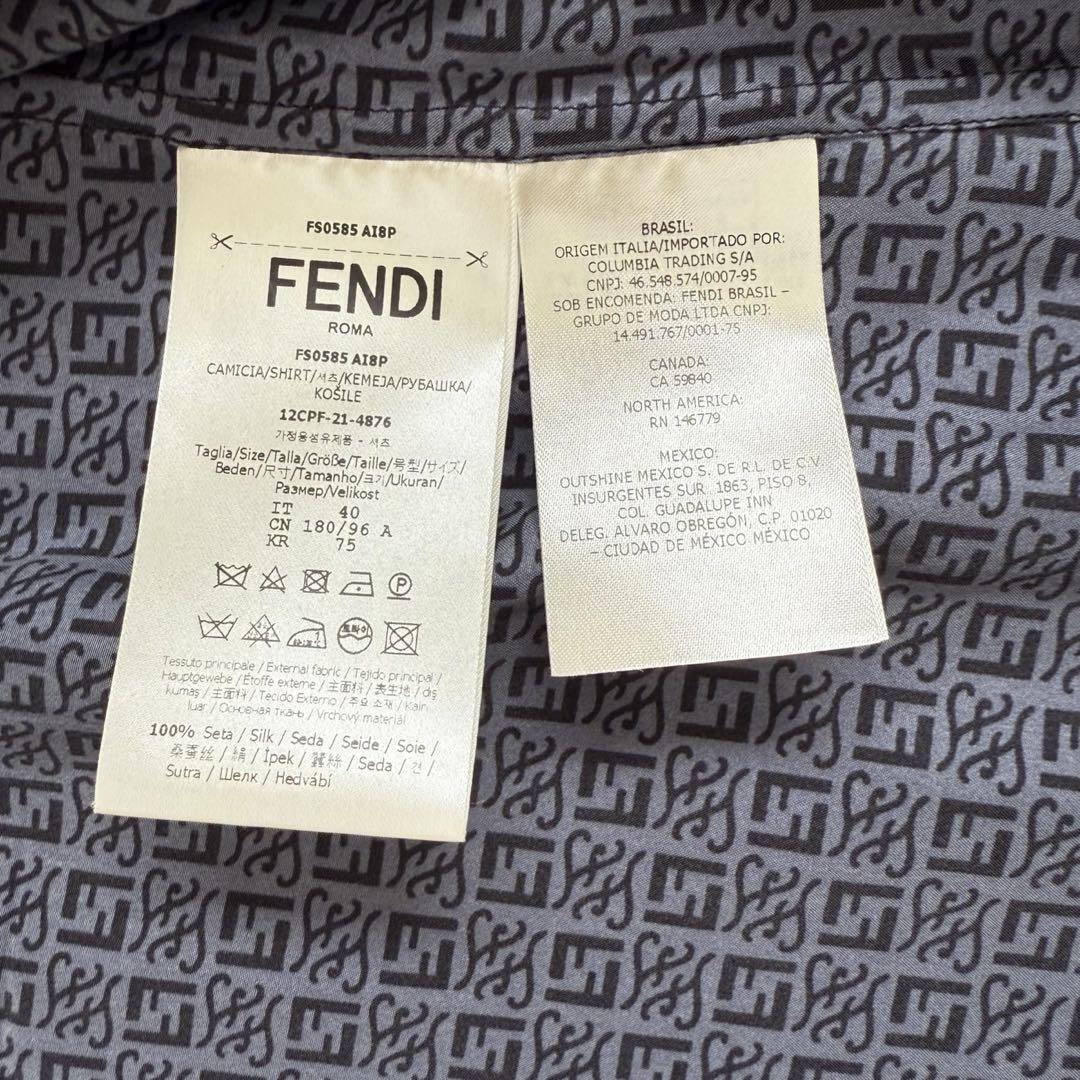 FS0585 AI8P
FENDI
ROMA
FS0585 AI8P
CAMICIA/SHIRT/셔츠/KEMEJA/РУБАШКА/
KOŠILE
12CPF-21-4876
가정용섬유제품 - 셔츠
Taglia/Size/Talla/Größe/Taille/号型/サイズ/
Beden/尺寸/Tamanho/크기/Ukuran/
Размер/Velikost
IT 40
CN 180/96 A
KR 75
P
드라이
Tessuto principale / External fabric / Tejido principal /
Hauptgewebe / Étoffe externe / 主面料 / 表生地 / dış
kumaş / 主面料 / Tecido Externo / 주요 소재 / Kain
luar / Основная ткань / Vrchový materiál
100% Seta / Silk / Seda / Seide / Soie /
桑蚕丝 / 絹 / İpek / 蠶絲 / Seda / 견 /
Sutra / Шелк / Hedvábí
BRASIL:
ORIGEM ITALIA/IMPORTADO POR:
COLUMBIA TRADING S/A
CNPJ: 46.548.574/0007-95
SOB ENCOMENDA: FENDI BRASIL –
GRUPO DE MODA LTDA CNPJ:
14.491.767/0001-75
CANADA:
CA 59840
NORTH AMERICA:
RN 146779
MEXICO:
OUTSHINE MEXICO S. DE R.L. DE C.V.
INSURGENTES SUR 1863, PISO 8,
COL. GUADALUPE INN
DELEG. ALVARO OBREGÓN, C.P. 01020
– CIUDAD DE MÉXICO MÉXICO